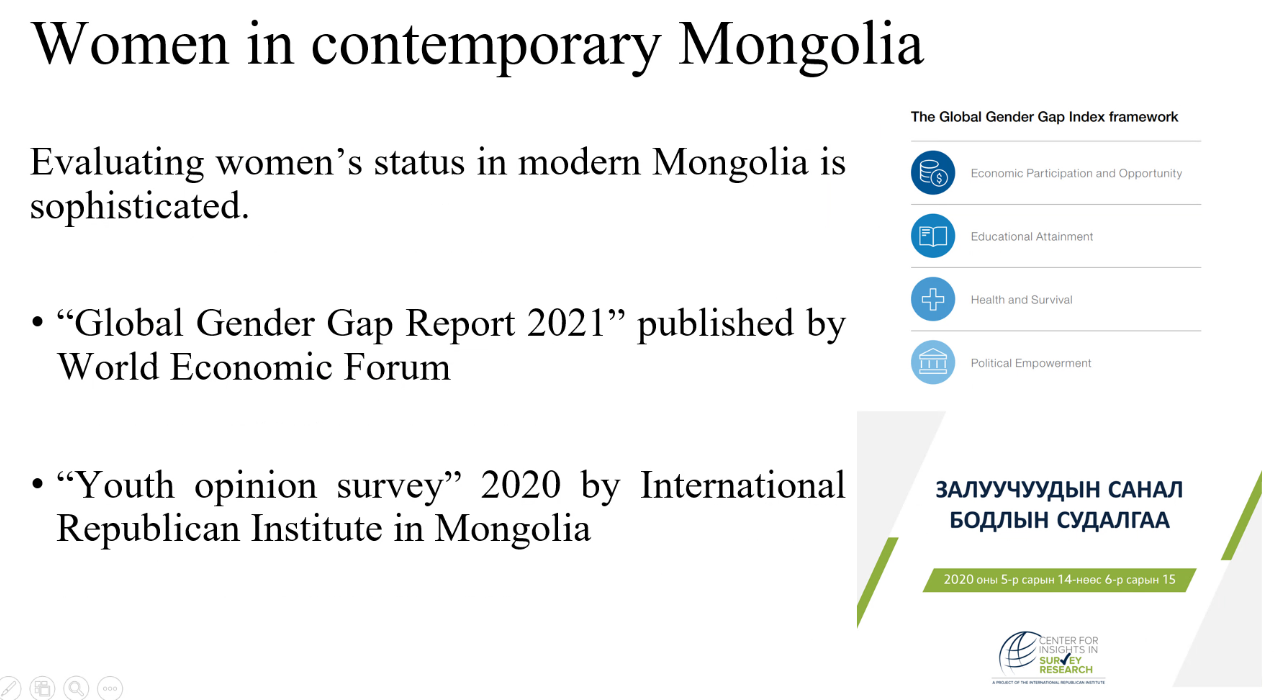 Women in contemporary Mongolia
Evaluating women’s status in modern Mongolia is
sophisticated.
• “Global Gender Gap Report 2021” published by
World Economic Forum
• “Youth opinion survey” 2020 by International
Republican Institute in Mongolia
The Global Gender Gap Index framework
Economic Participation and Opportunity
Educational Attainment
Health and Survival
Political Empowerment
ЗАЛУУЧУУДЫН САНАЛ
БОДЛЫН СУДАЛГАА
2020 оны 5-р сарын 14-нөөс 6-р сарын 15
CENTER FOR
INSIGHTS IN
SURVEY
RESEARCH
A PROJECT OF THE INTERNATIONAL REPUBLICAN INSTITUTE